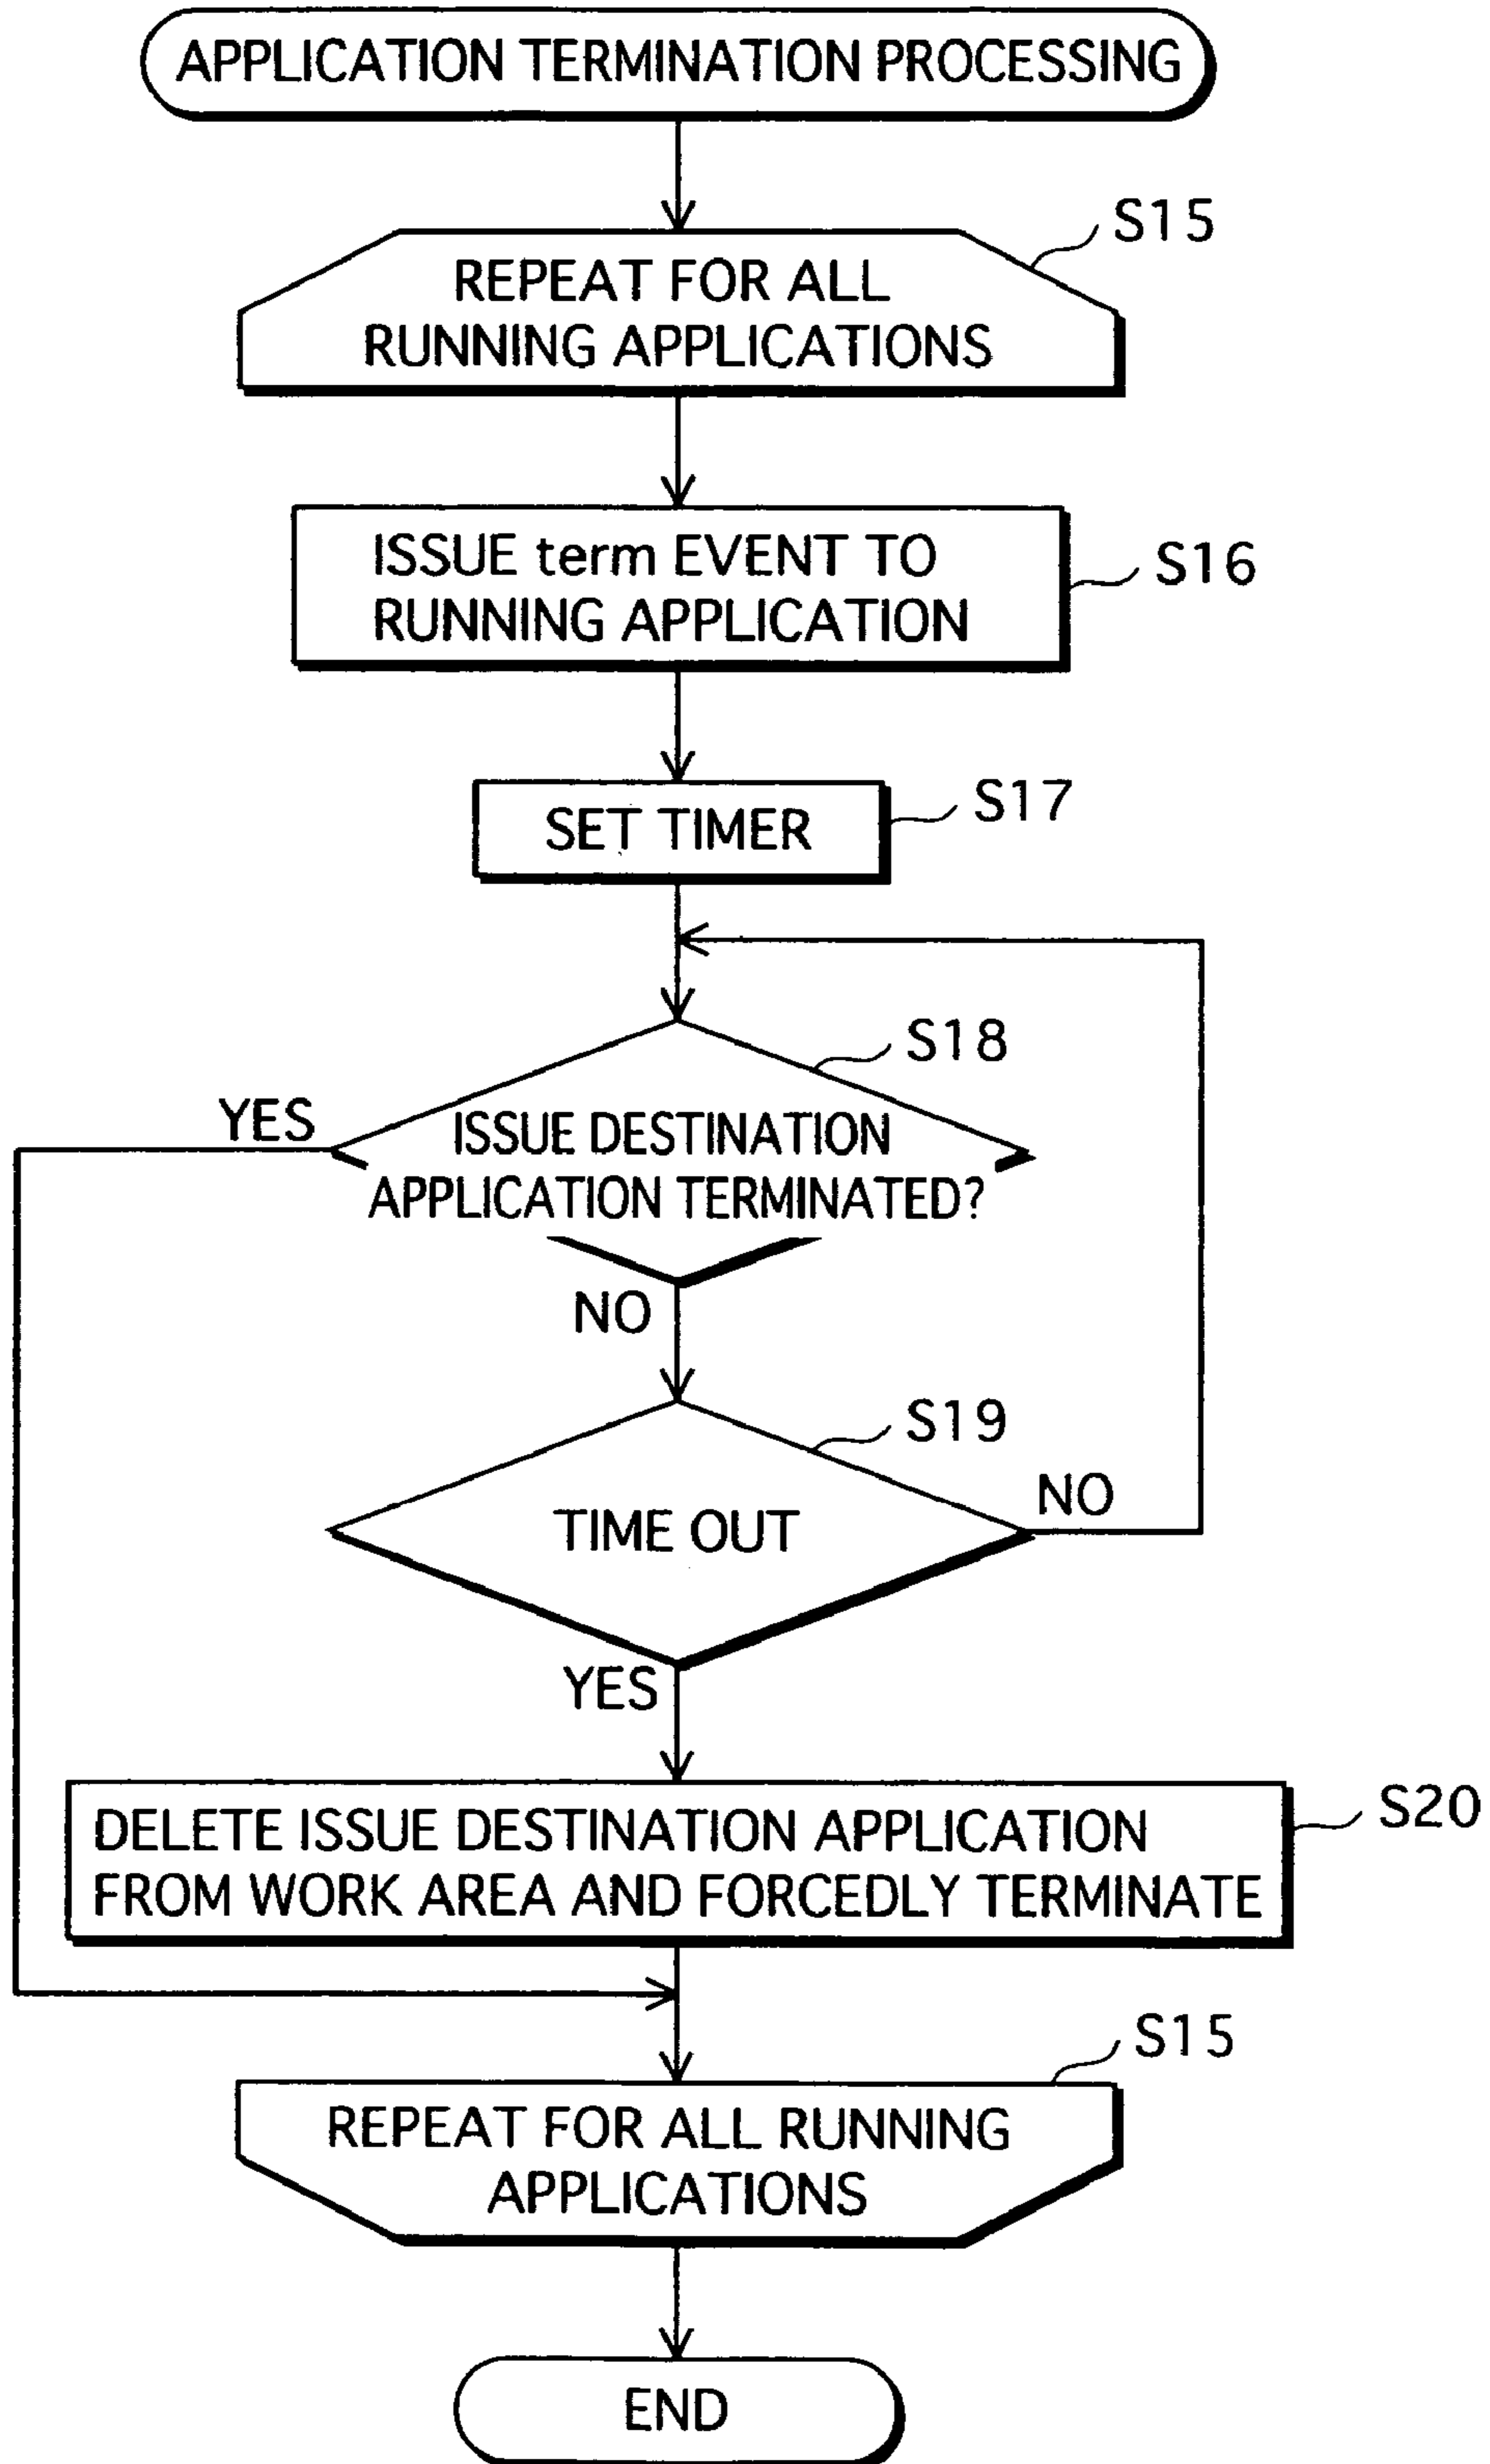 APPLICATION TERMINATION PROCESSING
S15
REPEAT FOR ALL
RUNNING APPLICATIONS
ISSUE term EVENT TO
RUNNING APPLICATION
S16
SET TIMER
S17
S18
YES
ISSUE DESTINATION
APPLICATION TERMINATED?
NO
S19
NO
TIME OUT
YES
DELETE ISSUE DESTINATION APPLICATION
FROM WORK AREA AND FORCEDLY TERMINATE
S20
S15
REPEAT FOR ALL RUNNING
APPLICATIONS
END